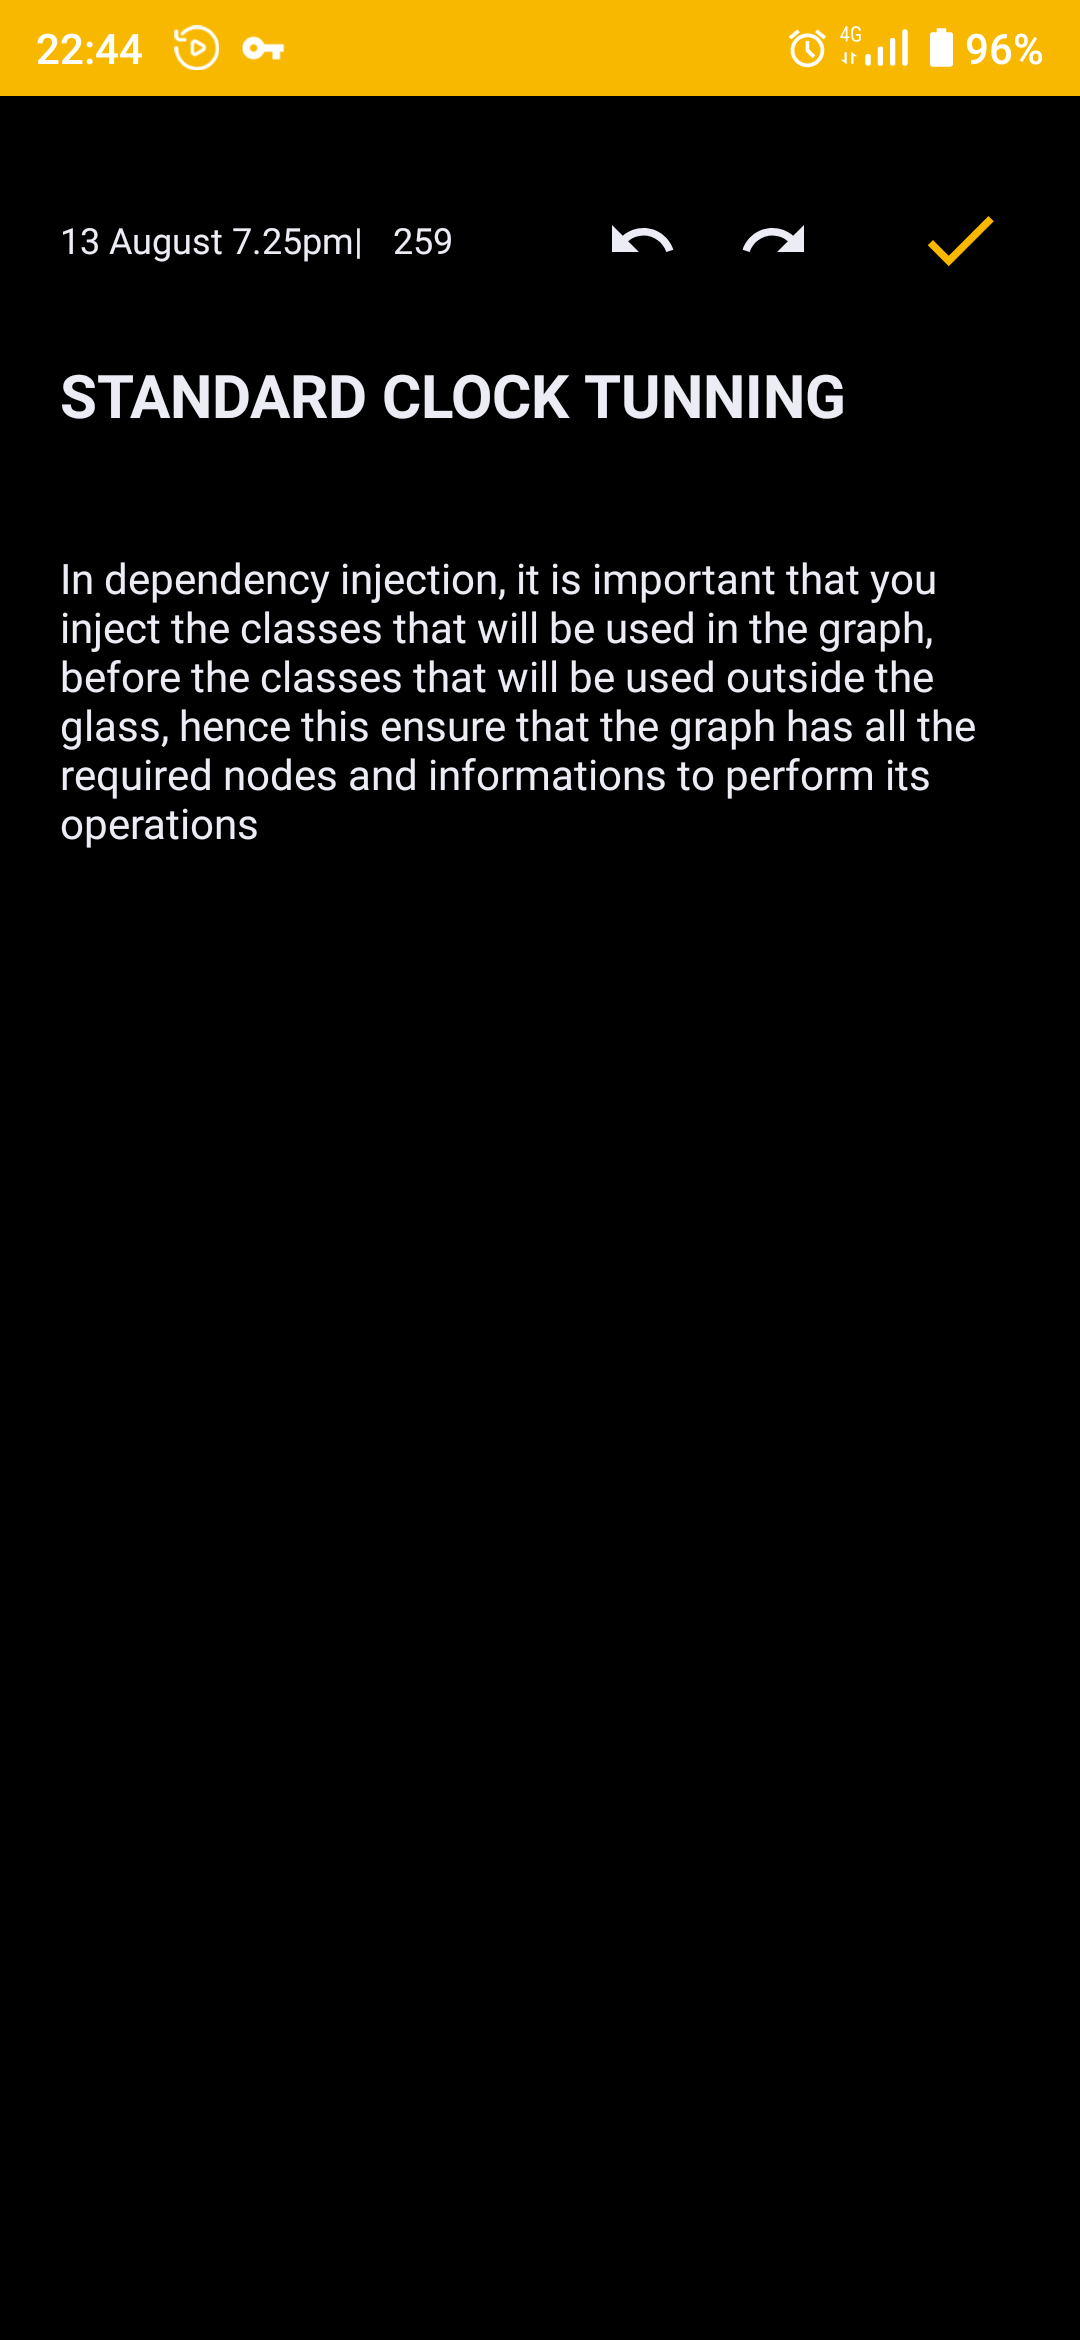 22:44 4G 96%
13 August 7.25pm| 259
STANDARD CLOCK TUNNING
In dependency injection, it is important that you
inject the classes that will be used in the graph,
before the classes that will be used outside the
glass, hence this ensure that the graph has all the
required nodes and informations to perform its
operations